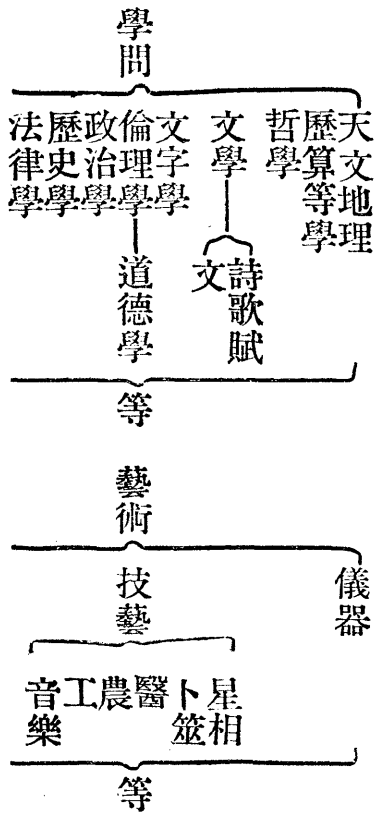 學問
天文地理
歷算等學
哲學
文學
詩歌賦
文
文字學
倫理學
道德學
政治學
歷史學
法律學
等
藝術
儀器
技藝
星相
卜筮
醫
農
工
音樂
等